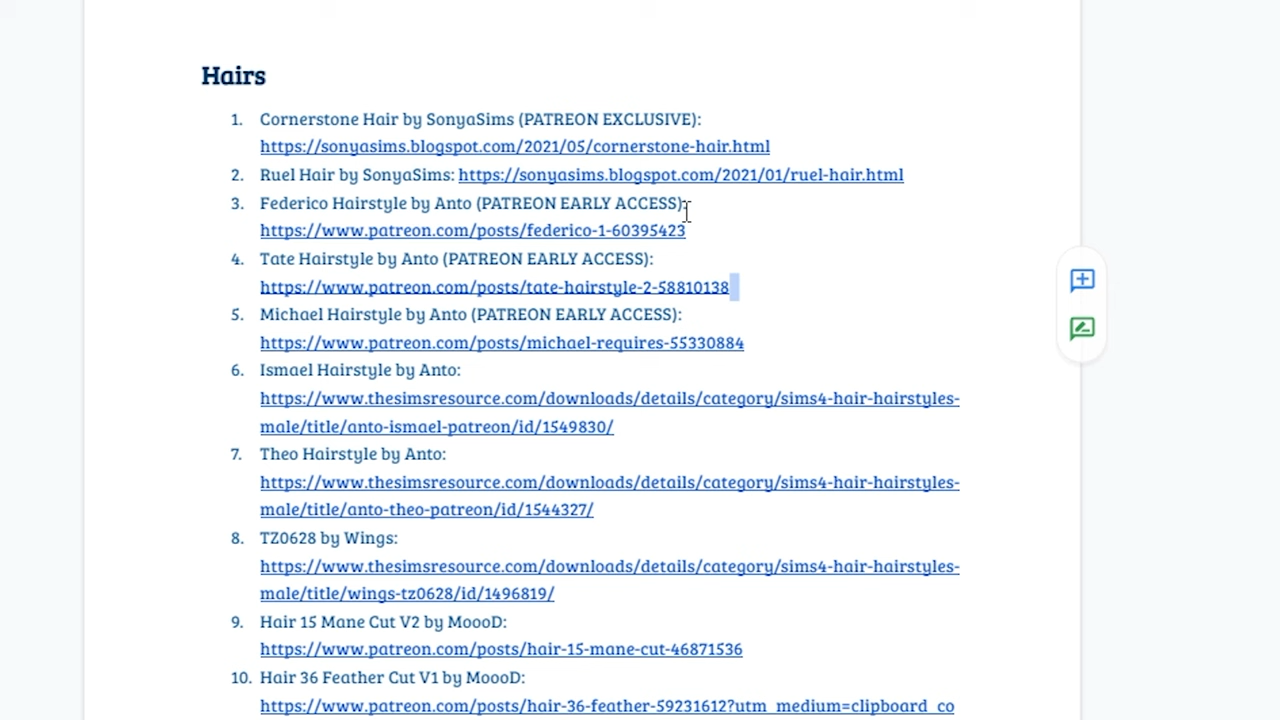 Hairs
1. Cornerstone Hair by SonyaSims (PATREON EXCLUSIVE):
https://sonyasims.blogspot.com/2021/05/cornerstone-hair.html
2. Ruel Hair by SonyaSims: https://sonyasims.blogspot.com/2021/01/ruel-hair.html
3. Federico Hairstyle by Anto (PATREON EARLY ACCESS):
https://www.patreon.com/posts/federico-1-60395423
4. Tate Hairstyle by Anto (PATREON EARLY ACCESS):
https://www.patreon.com/posts/tate-hairstyle-2-58810138
5. Michael Hairstyle by Anto (PATREON EARLY ACCESS):
https://www.patreon.com/posts/michael-requires-55330884
6. Ismael Hairstyle by Anto:
https://www.thesimsresource.com/downloads/details/category/sims4-hair-hairstyles-
male/title/anto-ismael-patreon/id/1549830/
7. Theo Hairstyle by Anto:
https://www.thesimsresource.com/downloads/details/category/sims4-hair-hairstyles-
male/title/anto-theo-patreon/id/1544327/
8. TZ0628 by Wings:
https://www.thesimsresource.com/downloads/details/category/sims4-hair-hairstyles-
male/title/wings-tz0628/id/1496819/
9. Hair 15 Mane Cut V2 by MoooD:
https://www.patreon.com/posts/hair-15-mane-cut-46871536
10. Hair 36 Feather Cut V1 by MoooD:
https://www.patreon.com/posts/hair-36-feather-59231612?utm_medium=clipboard_co